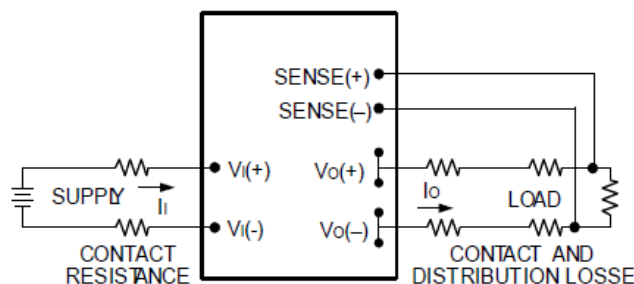 SENSE(+)
SENSE(–)
VI(+)
VO(+)
IO
SUPPLY
II
LOAD
VI(-)
VO(–)
CONTACT
RESISTANCE
CONTACT AND
DISTRIBUTION LOSSE